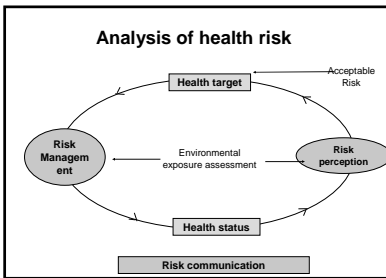 Analysis of health risk
Acceptable
Risk
Health target
Risk
Managem
ent
Environmental
exposure assessment
Risk
perception
Health status
Risk communication